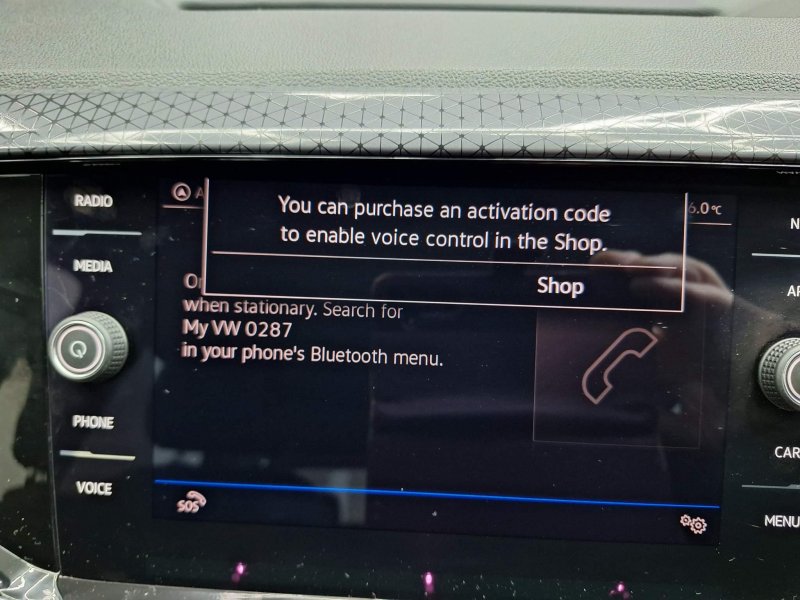 RADIO
MEDIA
PHONE
VOICE
You can purchase an activation code
to enable voice control in the Shop.
Shop
6.0°C
when stationary. Search for
My VW 0287
in your phone's Bluetooth menu.
SOS
CAR
MENU